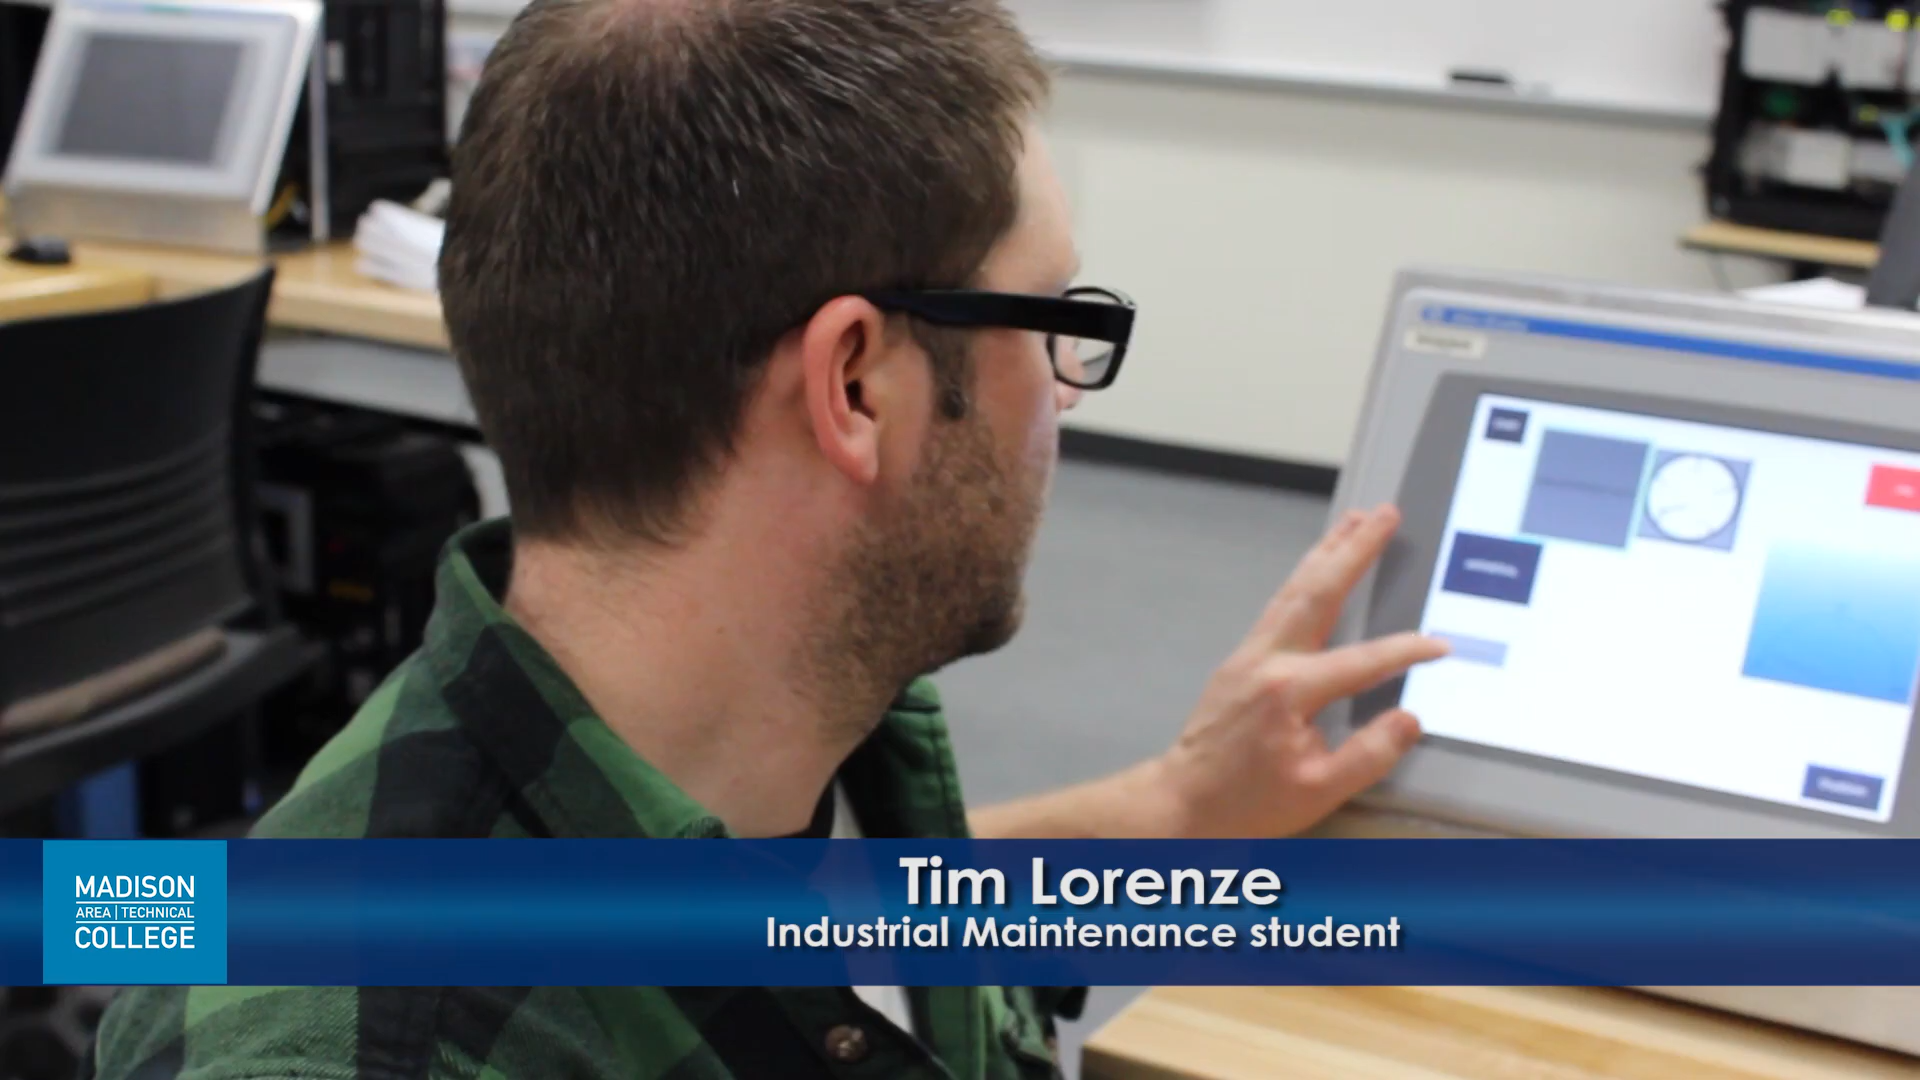 MADISON
AREA | TECHNICAL
COLLEGE
Tim Lorenze
Industrial Maintenance student